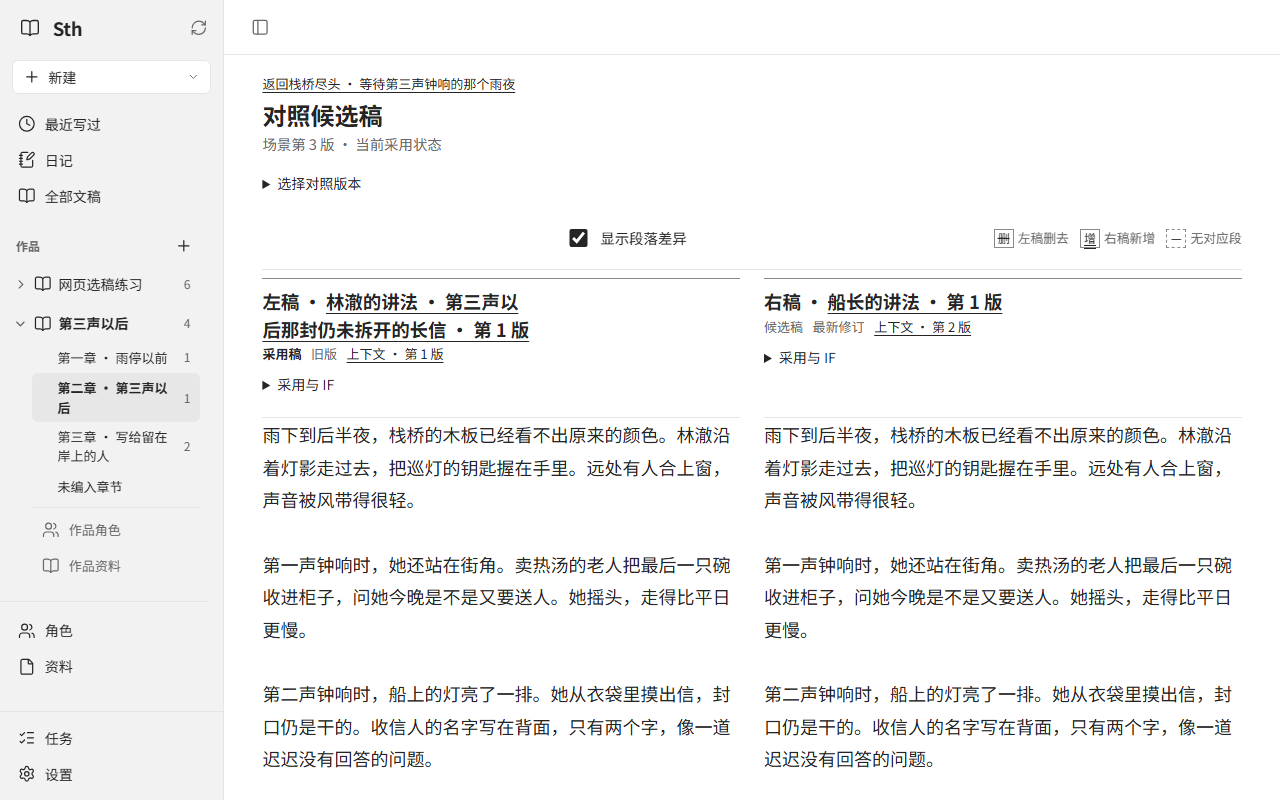 Sth
新建
最近写过
日记
全部文稿
作品
网页选稿练习 6
第三声以后 4
第一章 · 雨停以前 1
第二章 · 第三声以
后 1
第三章 · 写给留在
岸上的人 2
未编入章节
作品角色
作品资料
角色
资料
任务
设置
返回栈桥尽头 · 等待第三声钟响的那个雨夜
对照候选稿
场景第 3 版 · 当前采用状态
▶ 选择对照版本
显示段落差异
删 左稿删去 增 右稿新增 — 无对应段
左稿 · 林澈的讲法 · 第三声以
后那封仍未拆开的长信 · 第 1 版
采用稿 旧版 上下文 · 第 1 版
▶ 采用与 IF
雨下到后半夜，栈桥的木板已经看不出原来的颜色。林澈沿
着灯影走过去，把巡灯的钥匙握在手里。远处有人合上窗，
声音被风带得很轻。
第一声钟响时，她还站在街角。卖热汤的老人把最后一只碗
收进柜子，问她今晚是不是又要送人。她摇头，走得比平日
更慢。
第二声钟响时，船上的灯亮了一排。她从衣袋里摸出信，封
口仍是干的。收信人的名字写在背面，只有两个字，像一道
迟迟没有回答的问题。
右稿 · 船长的讲法 · 第 1 版
候选稿 最新修订 上下文 · 第 2 版
▶ 采用与 IF
雨下到后半夜，栈桥的木板已经看不出原来的颜色。林澈沿
着灯影走过去，把巡灯的钥匙握在手里。远处有人合上窗，
声音被风带得很轻。
第一声钟响时，她还站在街角。卖热汤的老人把最后一只碗
收进柜子，问她今晚是不是又要送人。她摇头，走得比平日
更慢。
第二声钟响时，船上的灯亮了一排。她从衣袋里摸出信，封
口仍是干的。收信人的名字写在背面，只有两个字，像一道
迟迟没有回答的问题。